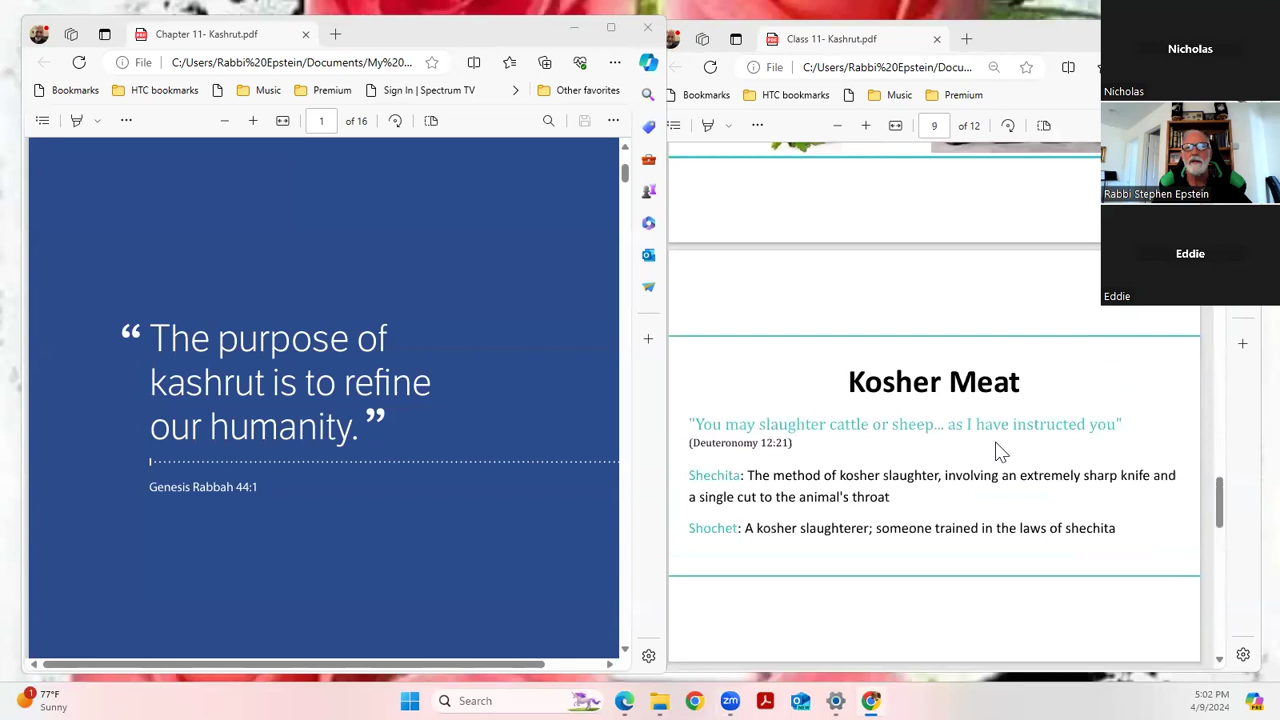 Chapter 11- Kashrut.pdf
File
C:/Users/Rabbi%20Epstein/Documents/My%20...
Bookmarks
HTC bookmarks
Music
Premium
Sign In | Spectrum TV
Other favorites
1
of 16
“ The purpose of
kashrut is to refine
our humanity. ”
Genesis Rabbah 44:1
Class 11- Kashrut.pdf
File
C:/Users/Rabbi%20Epstein/Docu...
Bookmarks
HTC bookmarks
Music
Premium
9
of 12
Kosher Meat
"You may slaughter cattle or sheep... as I have instructed you"
(Deuteronomy 12:21)
Shechita: The method of kosher slaughter, involving an extremely sharp knife and
a single cut to the animal's throat
Shochet: A kosher slaughterer; someone trained in the laws of shechita
Nicholas
Nicholas
Rabbi Stephen Epstein
Eddie
Eddie
1
77°F
Sunny
Search
5:02 PM
4/9/2024